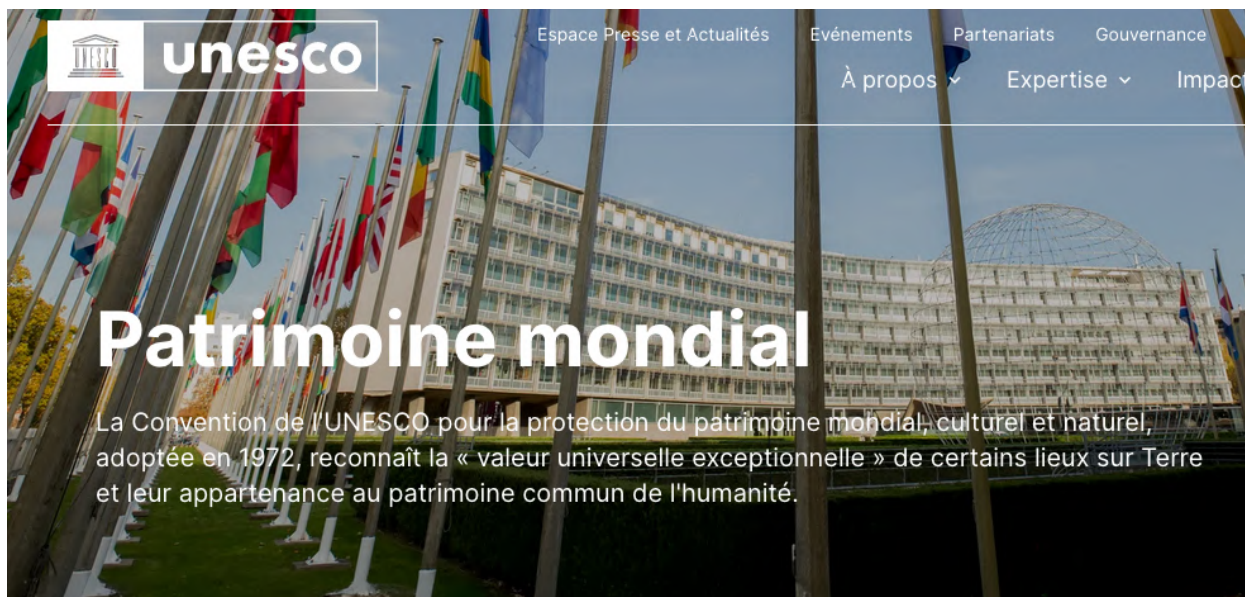 UNESCO
unesco
Espace Presse et Actualités Evénements Partenariats Gouvernance
À propos Expertise Impact
Patrimoine mondial
La Convention de l'UNESCO pour la protection du patrimoine mondial, culturel et naturel,
adoptée en 1972, reconnaît la « valeur universelle exceptionnelle » de certains lieux sur Terre
et leur appartenance au patrimoine commun de l'humanité.